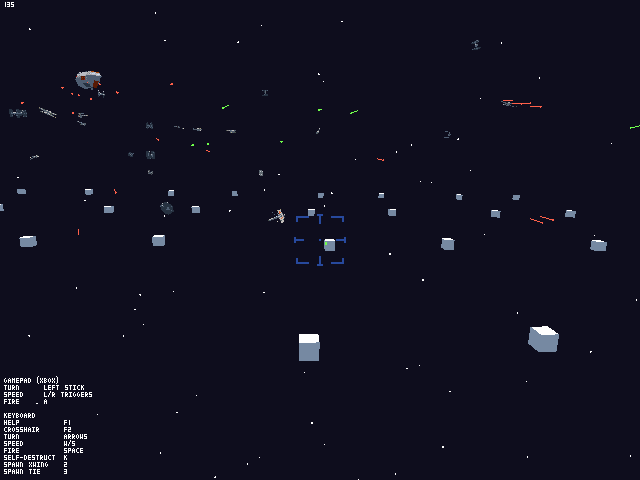 135
GAMEPAD (XBOX)
TURN LEFT STICK
SPEED L/R TRIGGERS
FIRE A
KEYBOARD
HELP F1
CROSSHAIR F2
TURN ARROWS
SPEED W/S
FIRE SPACE
SELF-DESTRUCT K
SPAWN XWING 2
SPAWN TIE 3